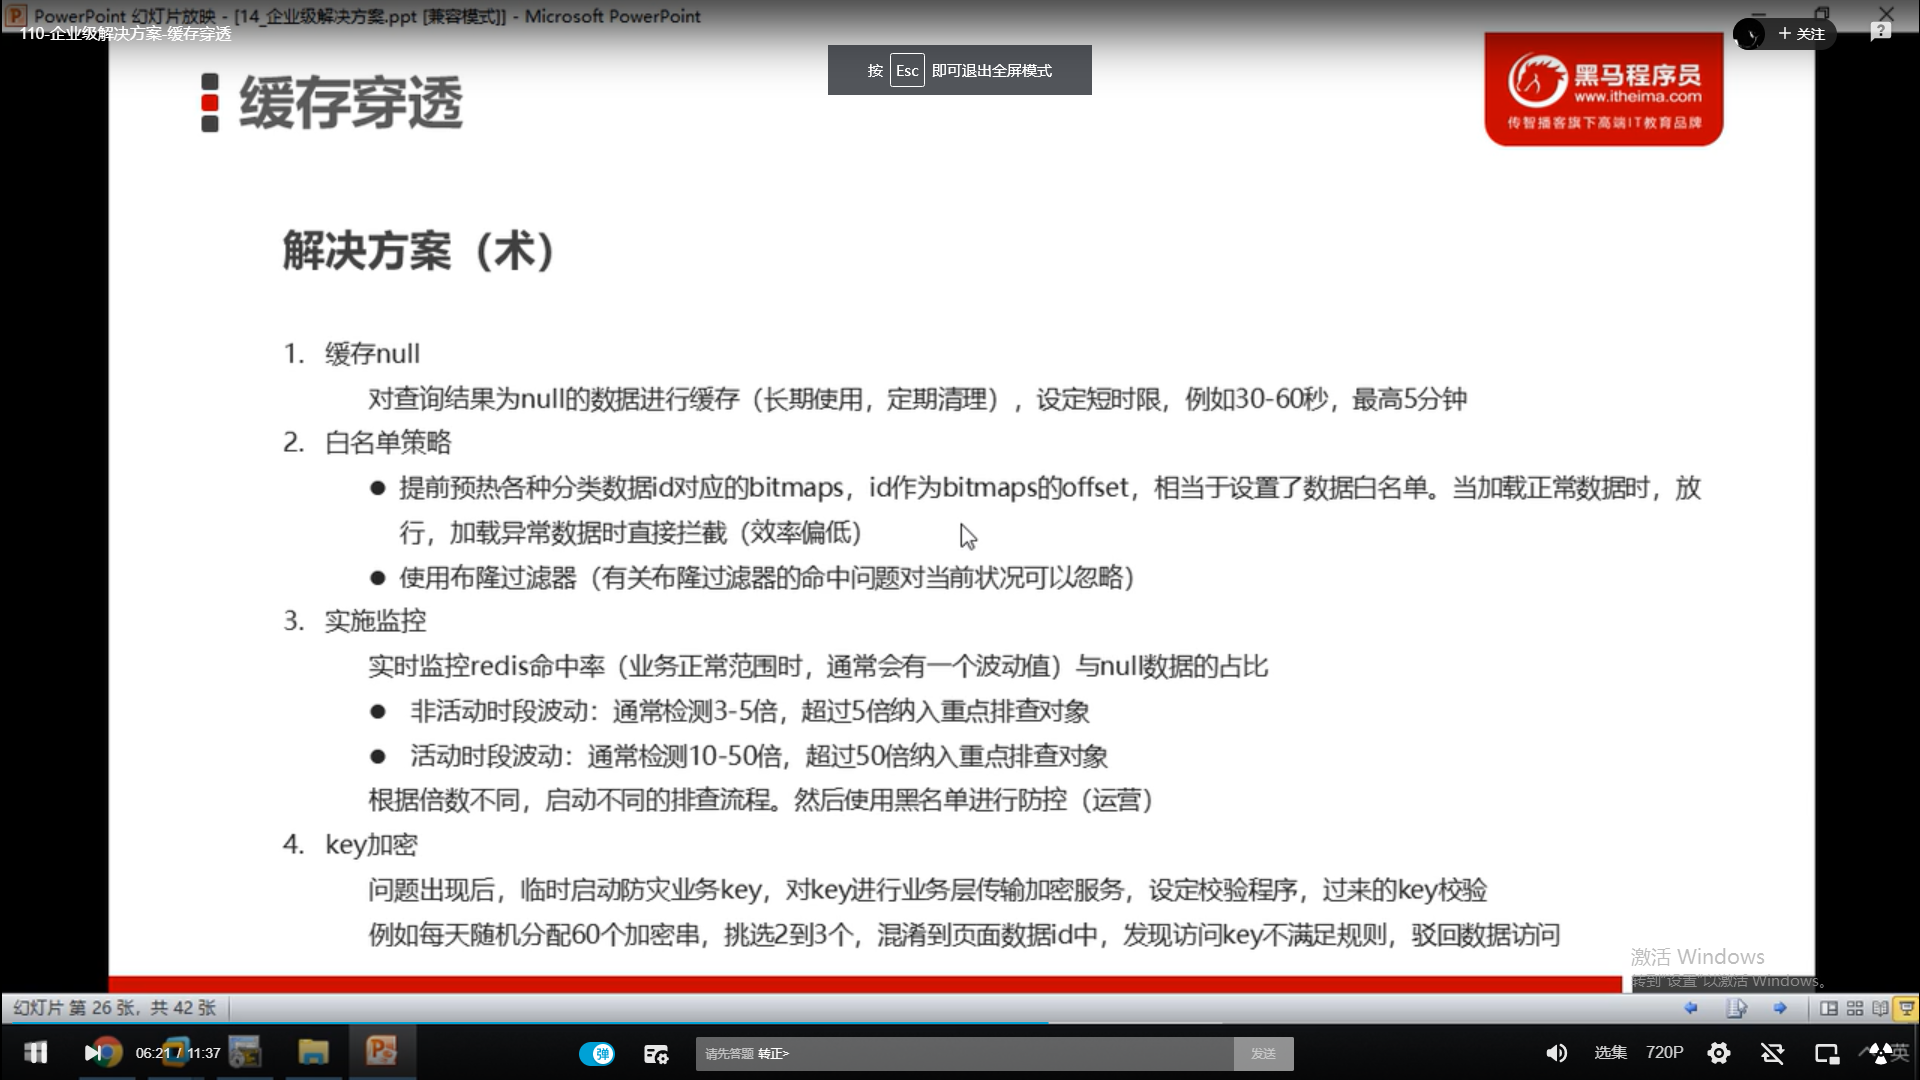 PowerPoint 幻灯片放映 - [14_企业级解决方案.ppt [兼容模式]] - Microsoft PowerPoint
110-企业级解决方案-缓存穿透
+ 关注
按 Esc 即可退出全屏模式
缓存穿透
黑马程序员
www.itheima.com
传智播客旗下高端IT教育品牌
解决方案（术）
1. 缓存null
对查询结果为null的数据进行缓存（长期使用，定期清理），设定短时限，例如30-60秒，最高5分钟
2. 白名单策略
● 提前预热各种分类数据id对应的bitmaps，id作为bitmaps的offset，相当于设置了数据白名单。当加载正常数据时，放
行，加载异常数据时直接拦截（效率偏低）
● 使用布隆过滤器（有关布隆过滤器的命中问题对当前状况可以忽略）
3. 实施监控
实时监控redis命中率（业务正常范围时，通常会有一个波动值）与null数据的占比
● 非活动时段波动：通常检测3-5倍，超过5倍纳入重点排查对象
● 活动时段波动：通常检测10-50倍，超过50倍纳入重点排查对象
根据倍数不同，启动不同的排查流程。然后使用黑名单进行防控（运营）
4. key加密
问题出现后，临时启动防灾业务key，对key进行业务层传输加密服务，设定校验程序，过来的key校验
例如每天随机分配60个加密串，挑选2到3个，混淆到页面数据id中，发现访问key不满足规则，驳回数据访问
激活 Windows
转到"设置"以激活 Windows。
幻灯片 第 26 张，共 42 张
06:21 / 11:37
弹
请先答题 转正>
发送
选集
720P
英